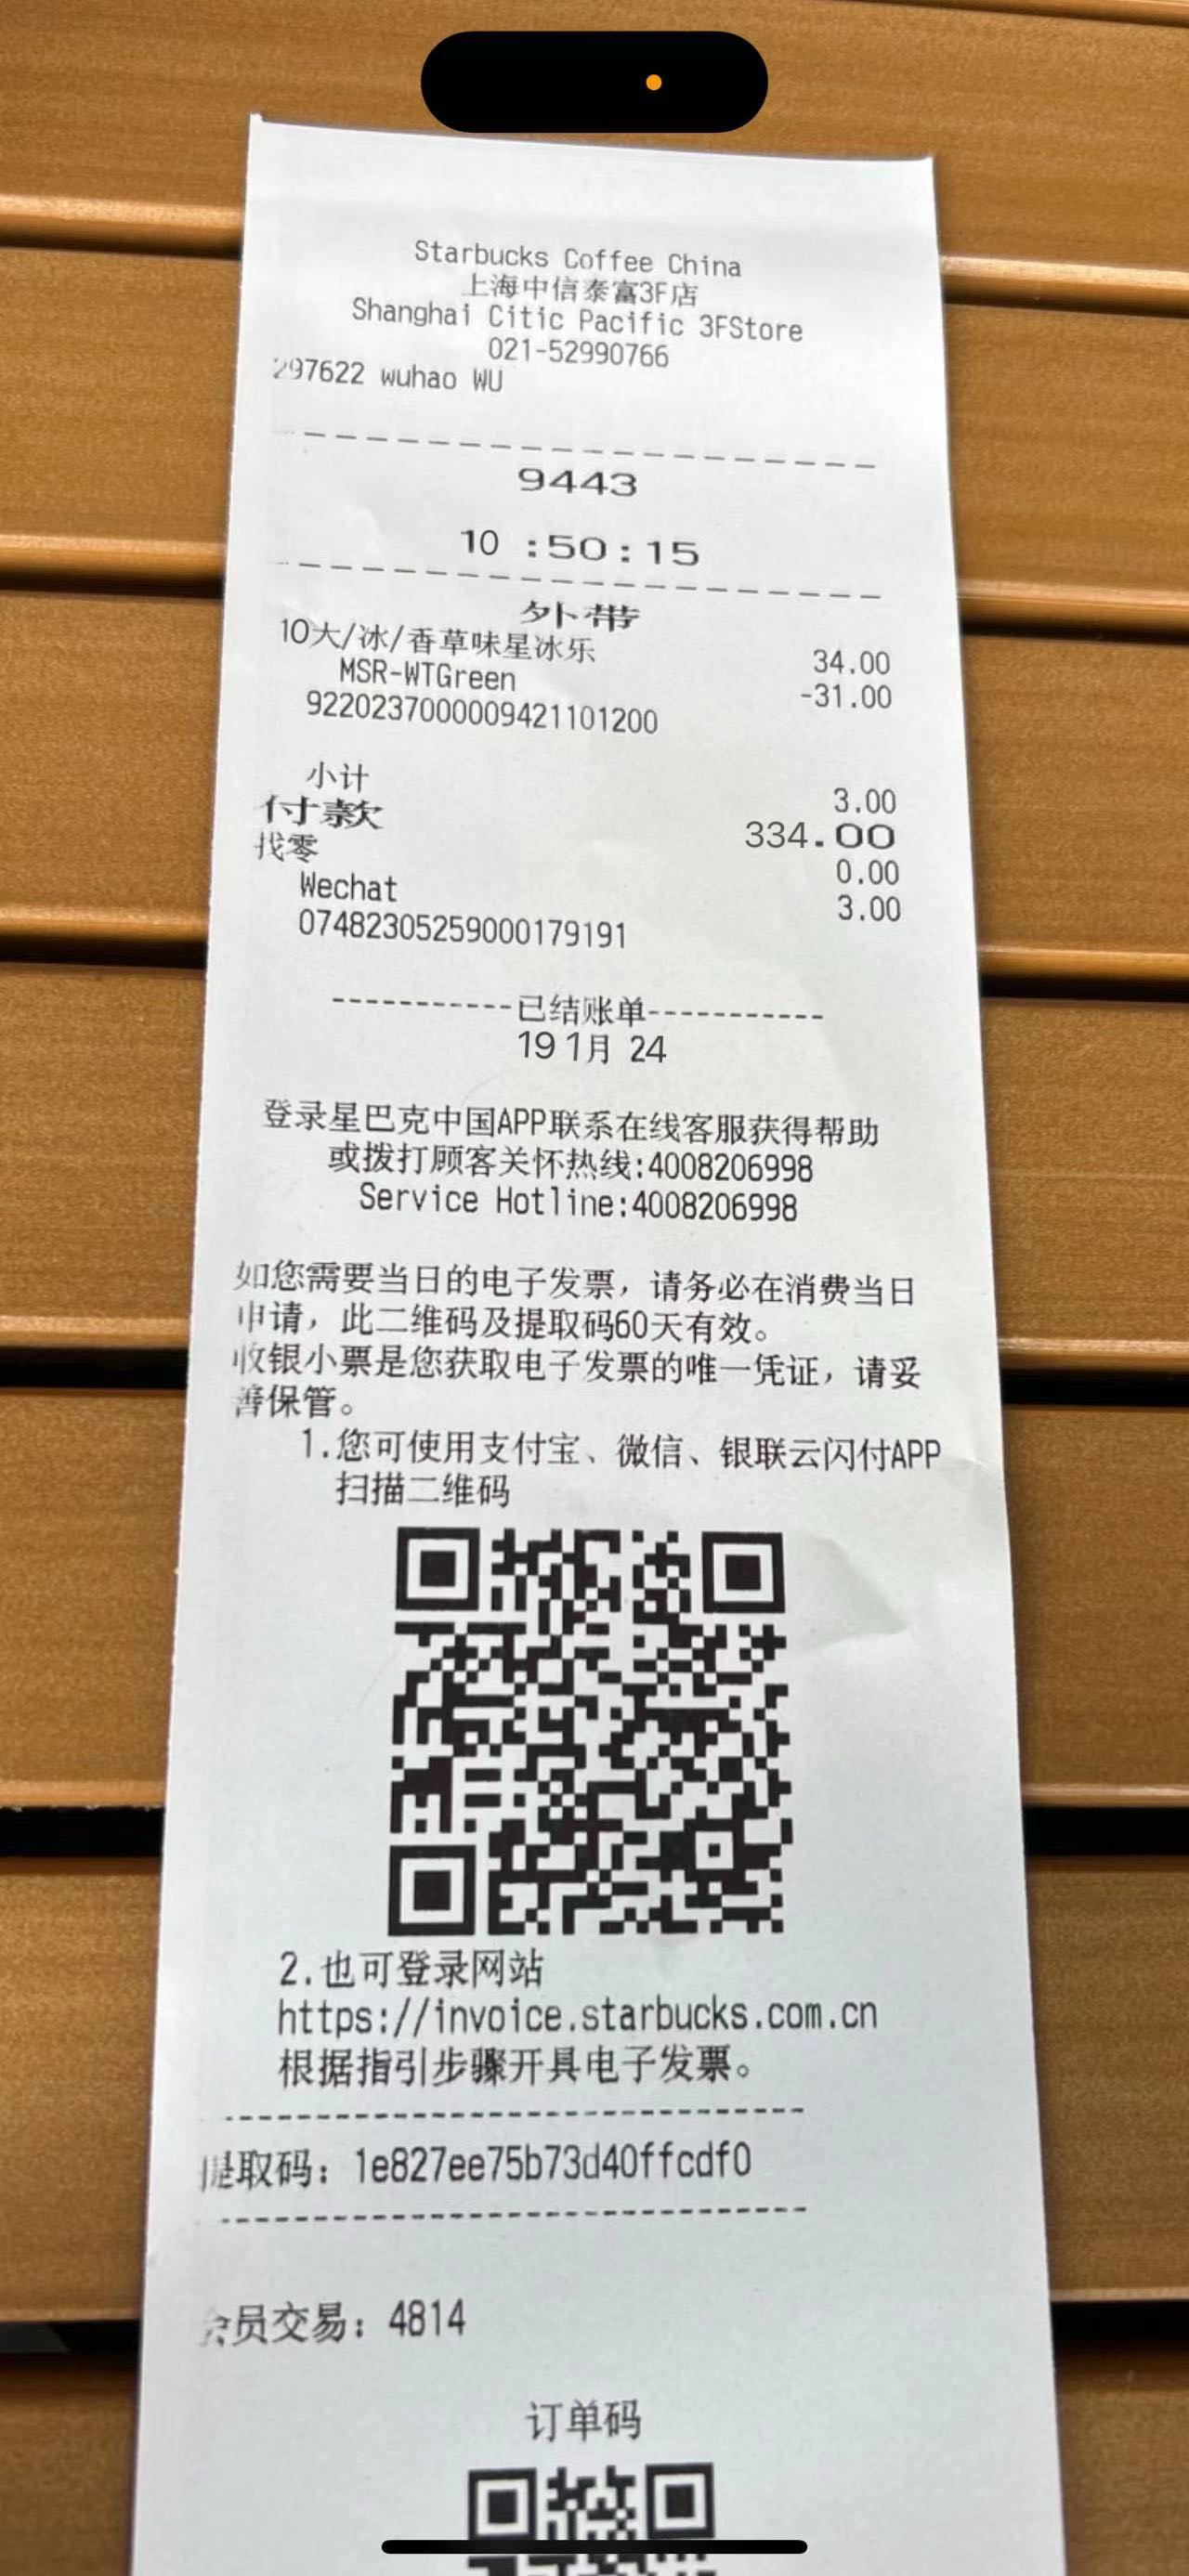 Starbucks Coffee China
上海中信泰富3F店
Shanghai Citic Pacific 3FStore
021-52990766
297622 wuhao WU
9443
10 :50:15
外带
10大/冰/香草味星冰乐 34.00
MSR-WTGreen -31.00
9220237000009421101200
小计 3.00
付款 334.00
找零 0.00
Wechat 3.00
07482305259000179191
-----------已结账单-----------
19 1月 24
登录星巴克中国APP联系在线客服获得帮助
或拨打顾客关怀热线:4008206998
Service Hotline:4008206998
如您需要当日的电子发票，请务必在消费当日
申请，此二维码及提取码60天有效。
收银小票是您获取电子发票的唯一凭证，请妥
善保管。
1.您可使用支付宝、微信、银联云闪付APP
扫描二维码
2.也可登录网站
https://invoice.starbucks.com.cn
根据指引步骤开具电子发票。
提取码：1e827ee75b73d40ffcdf0
会员交易：4814
订单码